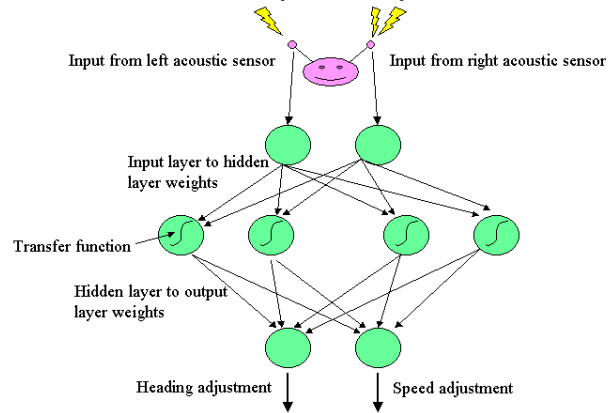 Input from left acoustic sensor
Input from right acoustic sensor
Input layer to hidden
layer weights
Transfer function
Hidden layer to output
layer weights
Heading adjustment
Speed adjustment